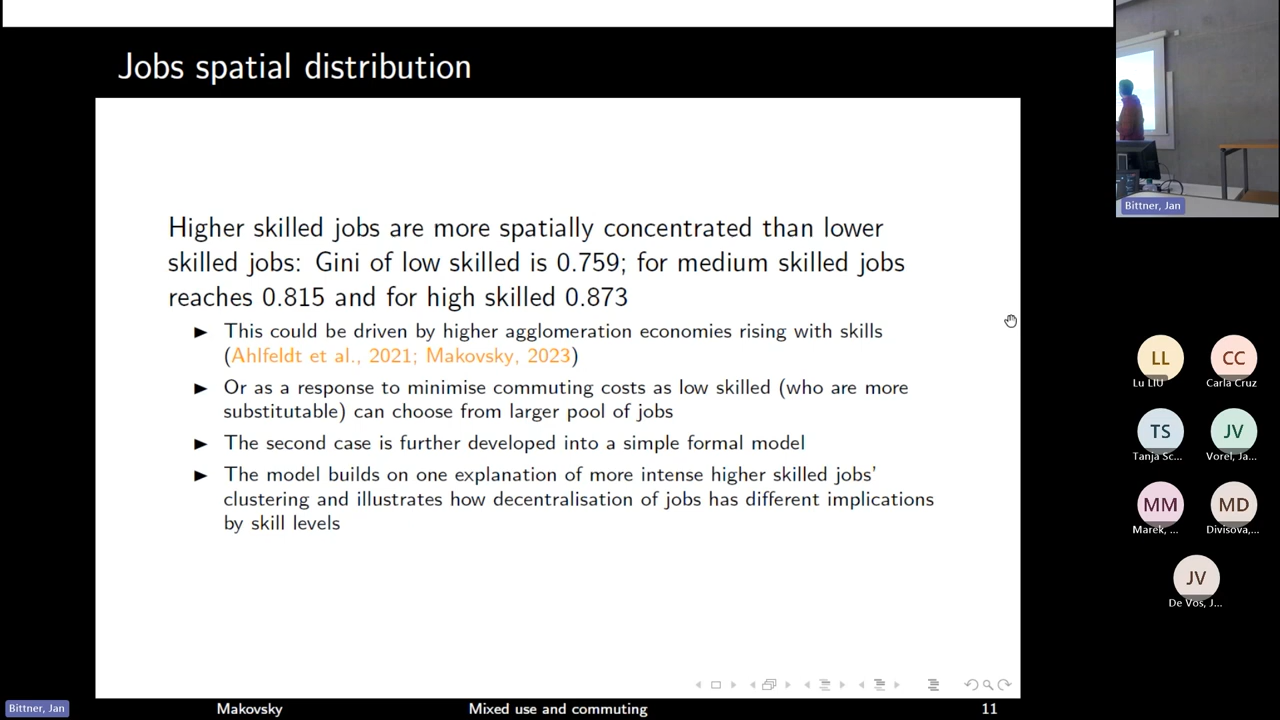 Jobs spatial distribution
Higher skilled jobs are more spatially concentrated than lower
skilled jobs: Gini of low skilled is 0.759; for medium skilled jobs
reaches 0.815 and for high skilled 0.873
► This could be driven by higher agglomeration economies rising with skills
(Ahlfeldt et al., 2021; Makovsky, 2023)
► Or as a response to minimise commuting costs as low skilled (who are more
substitutable) can choose from larger pool of jobs
► The second case is further developed into a simple formal model
► The model builds on one explanation of more intense higher skilled jobs'
clustering and illustrates how decentralisation of jobs has different implications
by skill levels
Makovsky
Mixed use and commuting
11
Bittner, Jan
Bittner, Jan
LL
Lu LIU
CC
Carla Cruz
TS
Tanja Sc...
JV
Vorel, Ja...
MM
Marek, ...
MD
Divisova,...
JV
De Vos, J...